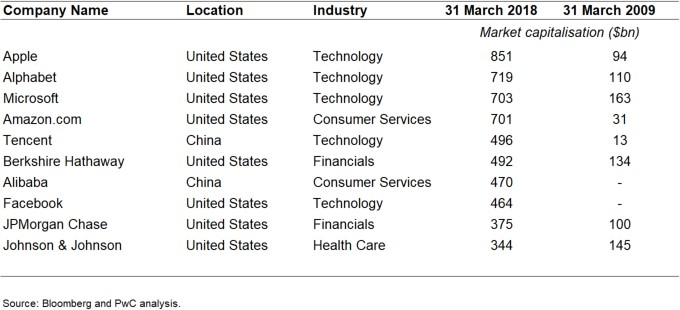 Company Name Location Industry 31 March 2018 31 March 2009
Market capitalisation ($bn)
Apple United States Technology 851 94
Alphabet United States Technology 719 110
Microsoft United States Technology 703 163
Amazon.com United States Consumer Services 701 31
Tencent China Technology 496 13
Berkshire Hathaway United States Financials 492 134
Alibaba China Consumer Services 470 -
Facebook United States Technology 464 -
JPMorgan Chase United States Financials 375 100
Johnson & Johnson United States Health Care 344 145
Source: Bloomberg and PwC analysis.